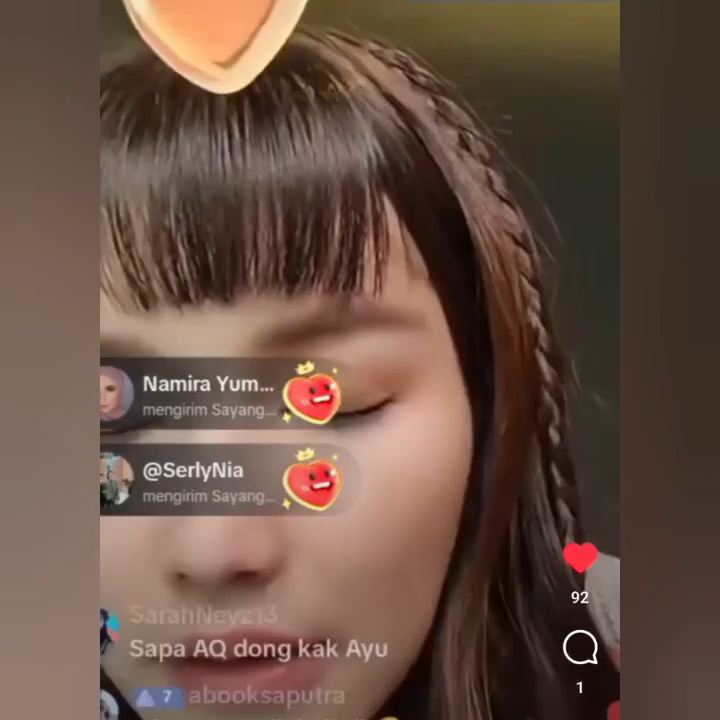 Namira Yum...
mengirim Sayang...
@SerlyNia
mengirim Sayang...
SarahNeyz13
Sapa AQ dong kak Ayu
7 abooksaputra
92
1